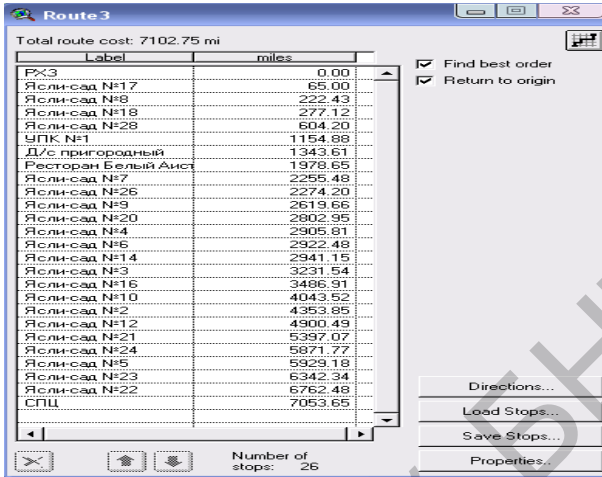 Route3
Total route cost: 7102.75 mi
Label miles
РХЗ 0.00
Ясли-сад №17 65.00
Ясли-сад №8 222.43
Ясли-сад №18 277.12
Ясли-сад №28 604.20
УПК №1 1154.88
Д/с пригородный 1343.61
Ресторан Белый Аист 1978.65
Ясли-сад №7 2255.48
Ясли-сад №26 2274.20
Ясли-сад №9 2619.66
Ясли-сад №20 2802.95
Ясли-сад №4 2905.81
Ясли-сад №6 2922.48
Ясли-сад №14 2941.15
Ясли-сад №3 3231.54
Ясли-сад №16 3486.91
Ясли-сад №10 4043.52
Ясли-сад №2 4353.85
Ясли-сад №12 4900.49
Ясли-сад №21 5397.07
Ясли-сад №24 5871.77
Ясли-сад №5 5929.18
Ясли-сад №23 6342.34
Ясли-сад №22 6762.48
СПЦ 7053.65
Number of
stops: 26
Find best order
Return to origin
Directions...
Load Stops...
Save Stops...
Properties..